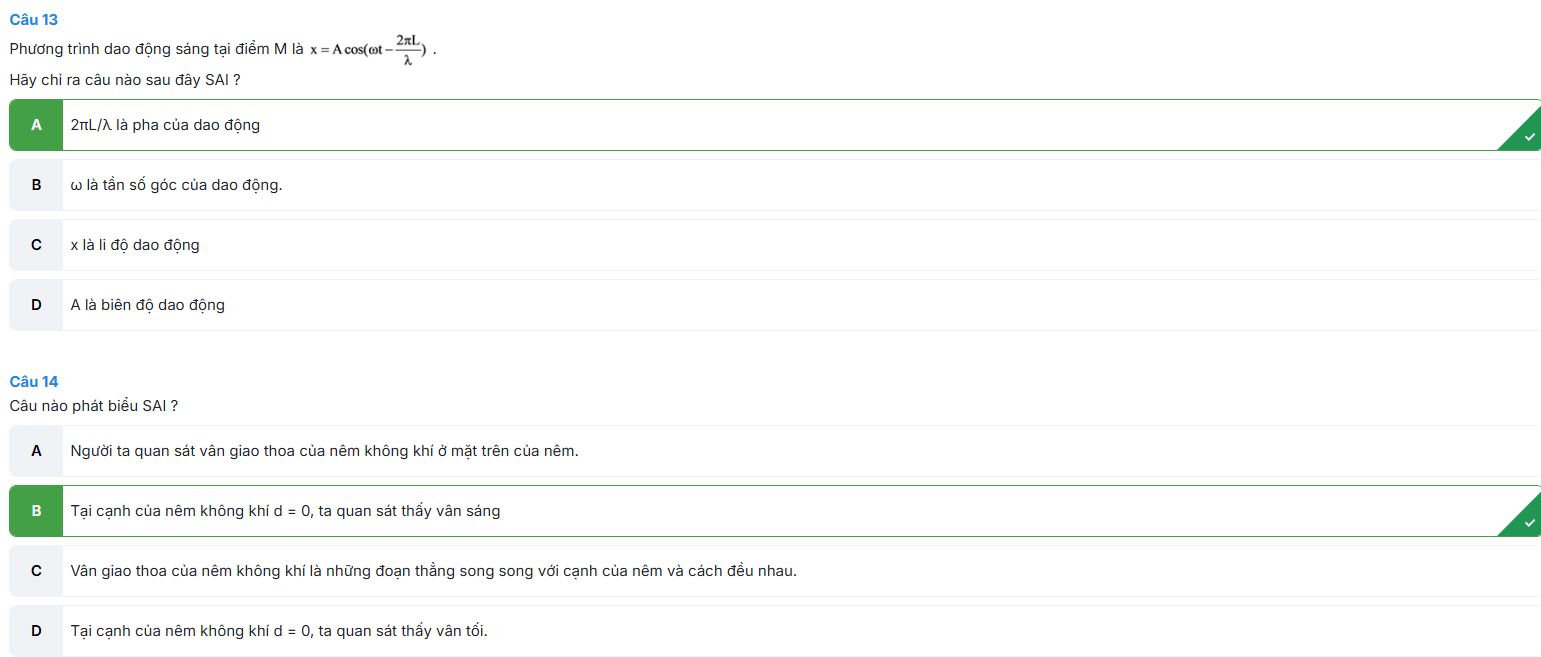 Câu 13
Phương trình dao động sáng tại điểm M là x = A cos(ωt − 2πL/λ) .
Hãy chỉ ra câu nào sau đây SAI ?
A 2πL/λ là pha của dao động
B ω là tần số góc của dao động.
C x là li độ dao động
D A là biên độ dao động
Câu 14
Câu nào phát biểu SAI ?
A Người ta quan sát vân giao thoa của nêm không khí ở mặt trên của nêm.
B Tại cạnh của nêm không khí d = 0, ta quan sát thấy vân sáng
C Vân giao thoa của nêm không khí là những đoạn thẳng song song với cạnh của nêm và cách đều nhau.
D Tại cạnh của nêm không khí d = 0, ta quan sát thấy vân tối.